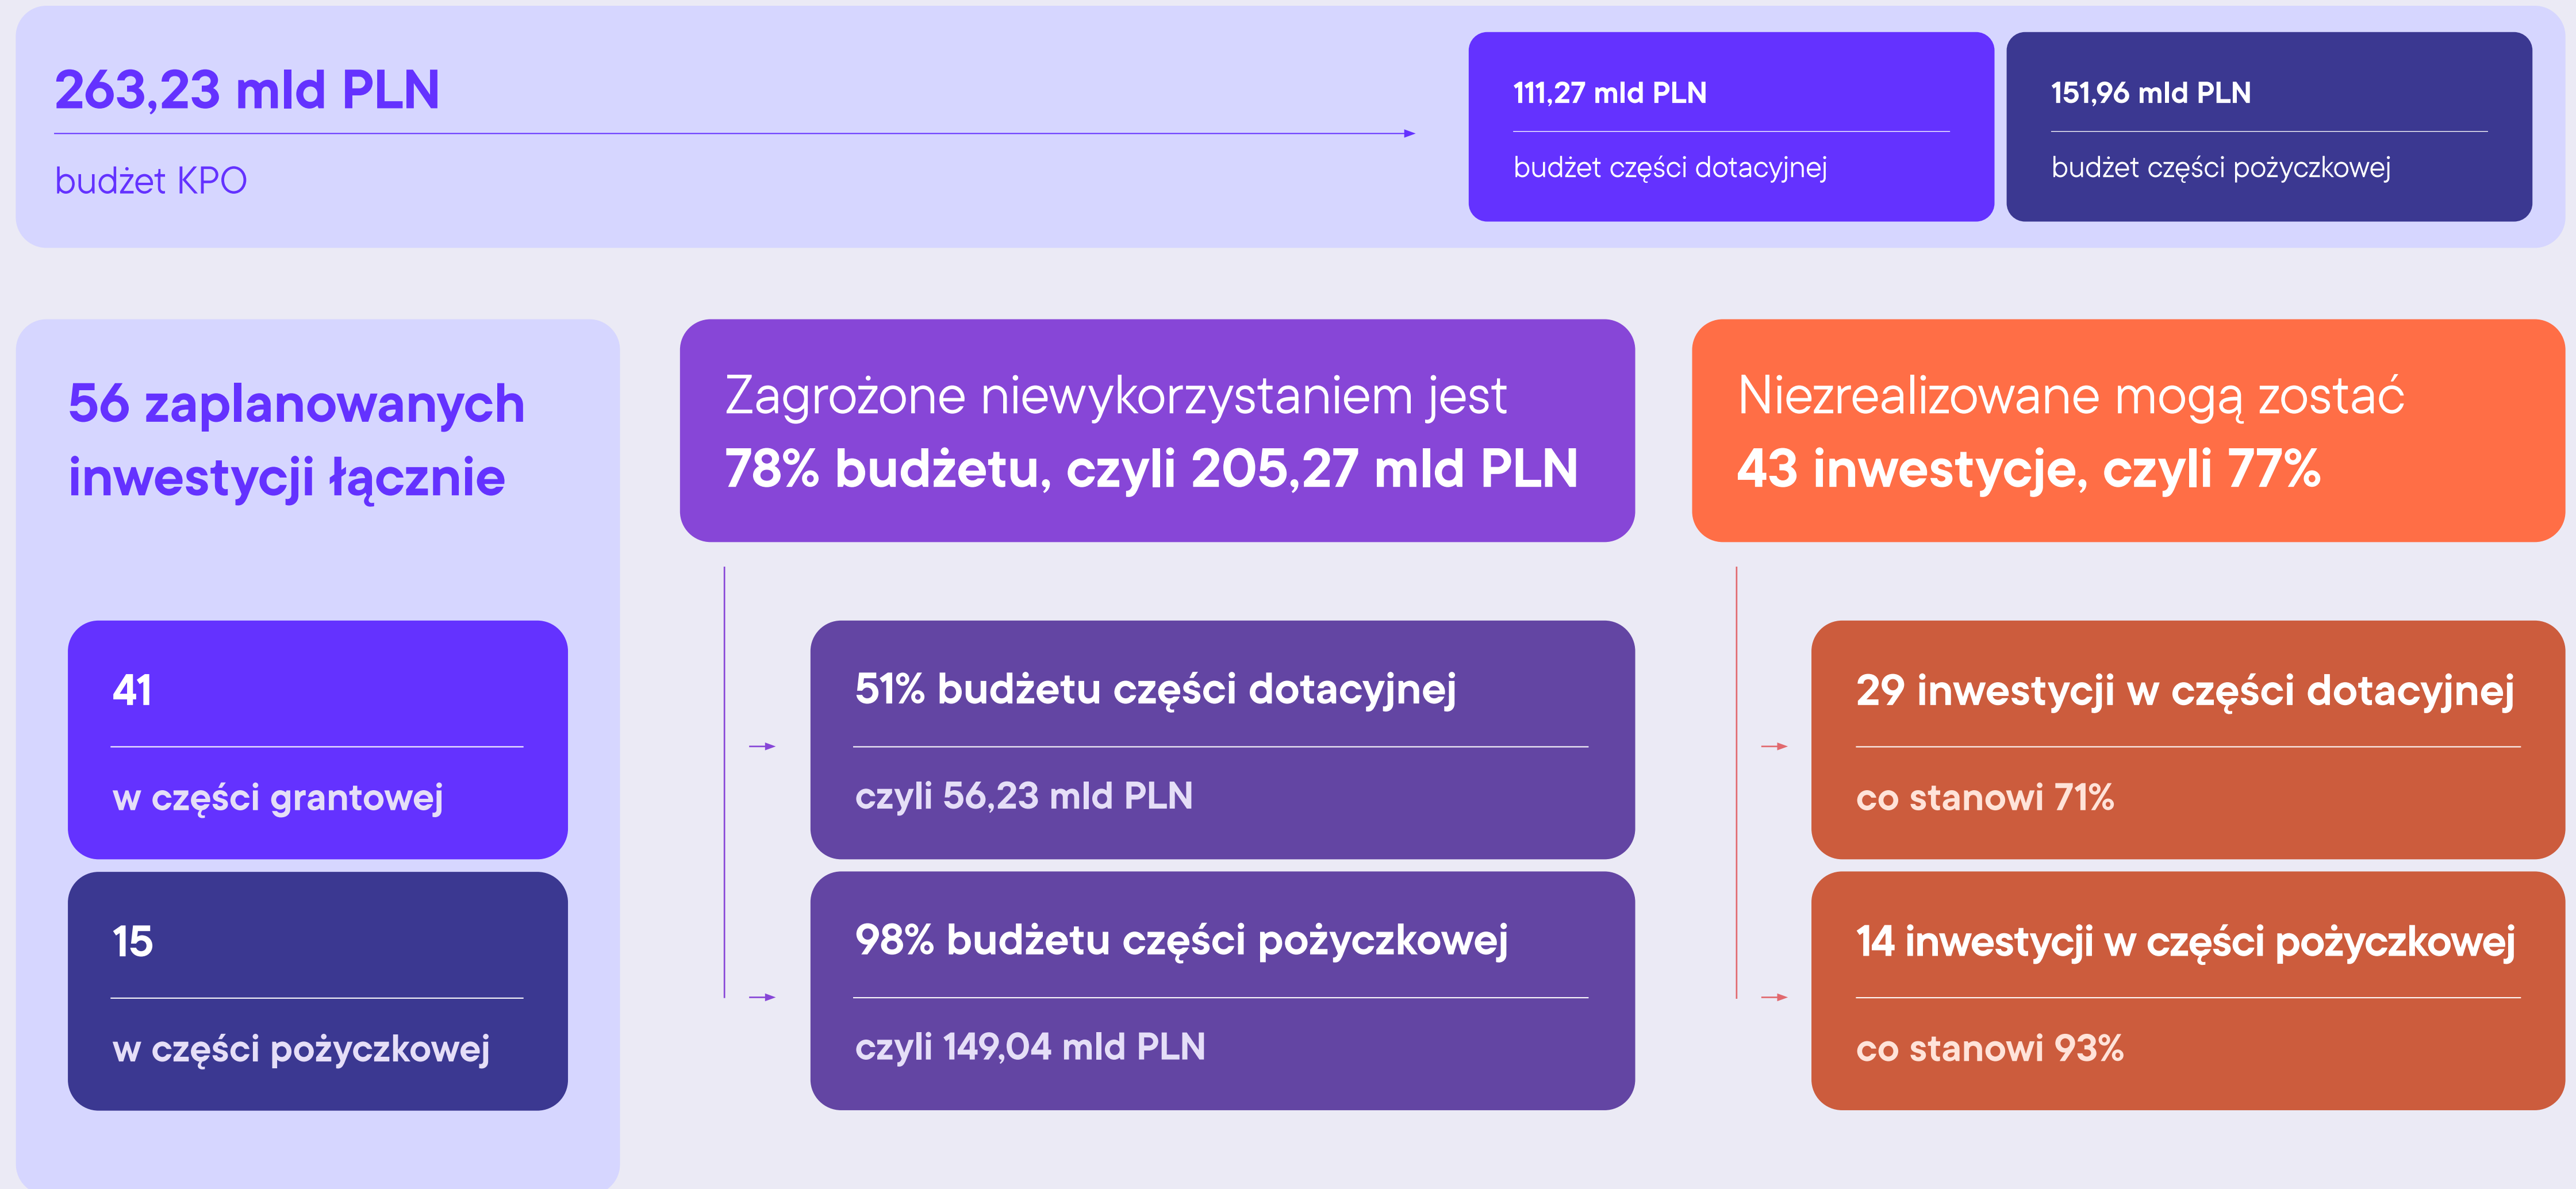 263,23 mld PLN
budżet KPO
111,27 mld PLN
budżet części dotacyjnej
151,96 mld PLN
budżet części pożyczkowej
56 zaplanowanych
inwestycji łącznie
41
w części grantowej
15
w części pożyczkowej
Zagrożone niewykorzystaniem jest
78% budżetu, czyli 205,27 mld PLN
51% budżetu części dotacyjnej
czyli 56,23 mld PLN
98% budżetu części pożyczkowej
czyli 149,04 mld PLN
Niezrealizowane mogą zostać
43 inwestycje, czyli 77%
29 inwestycji w części dotacyjnej
co stanowi 71%
14 inwestycji w części pożyczkowej
co stanowi 93%